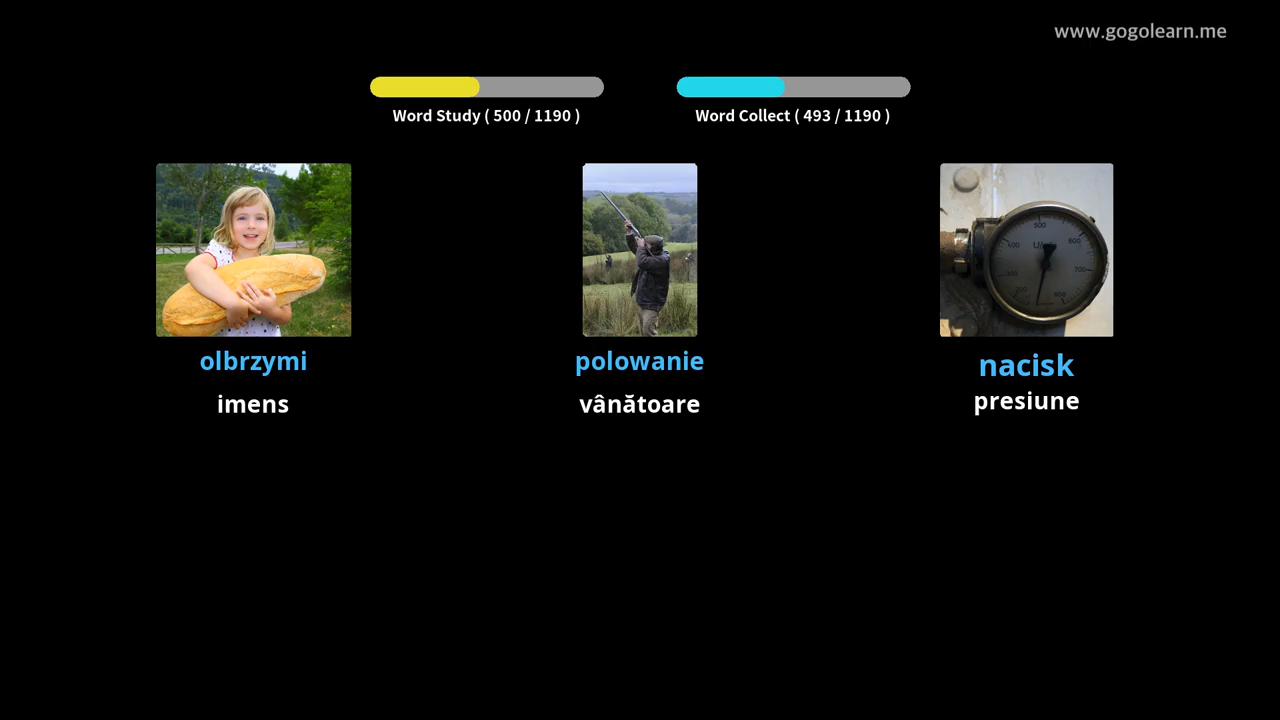 www.gogolearn.me
Word Study ( 500 / 1190 )
Word Collect ( 493 / 1190 )
olbrzymi
polowanie
nacisk
imens
vânătoare
presiune